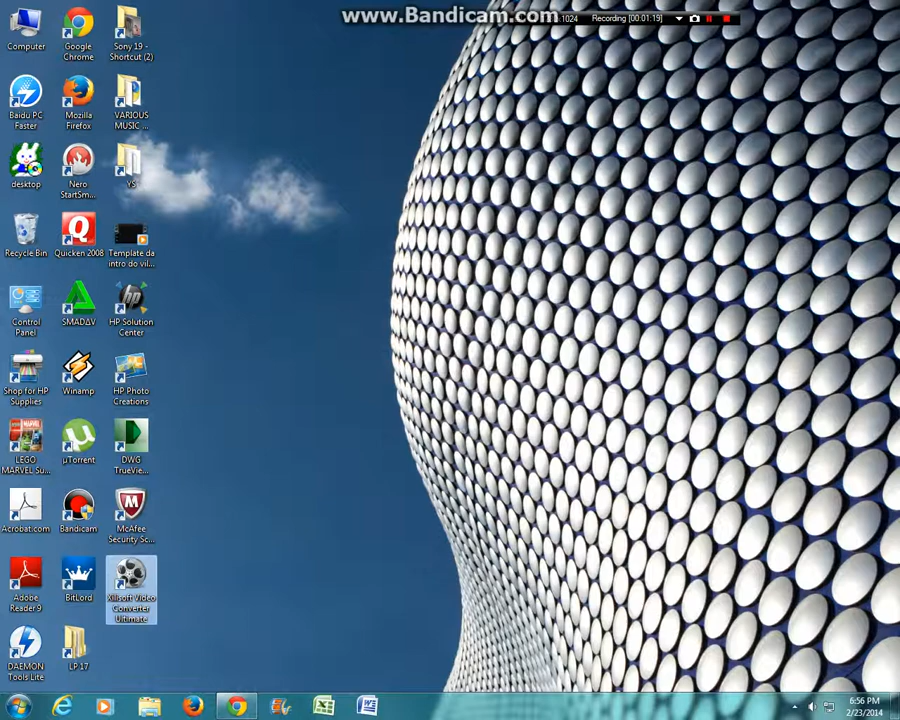 www.Bandicam.com
1024
Recording [00:01:19]
Computer
Google
Chrome
Sony 19 -
Shortcut (2)
Baidu PC
Faster
Mozilla
Firefox
VARIOUS
MUSIC ...
desktop
Nero
StartSm...
YS
Recycle Bin
Quicken 2008
Template da
intro do vil...
Control
Panel
SMADΔV
HP Solution
Center
Shop for HP
Supplies
Winamp
HP Photo
Creations
LEGO
MARVEL Su...
µTorrent
DWG
TrueVie...
Acrobat.com
Bandicam
McAfee
Security Sc...
Adobe
Reader 9
BitLord
Xilisoft Video
Converter
Ultimate
DAEMON
Tools Lite
LP 17
6:56 PM
2/23/2014